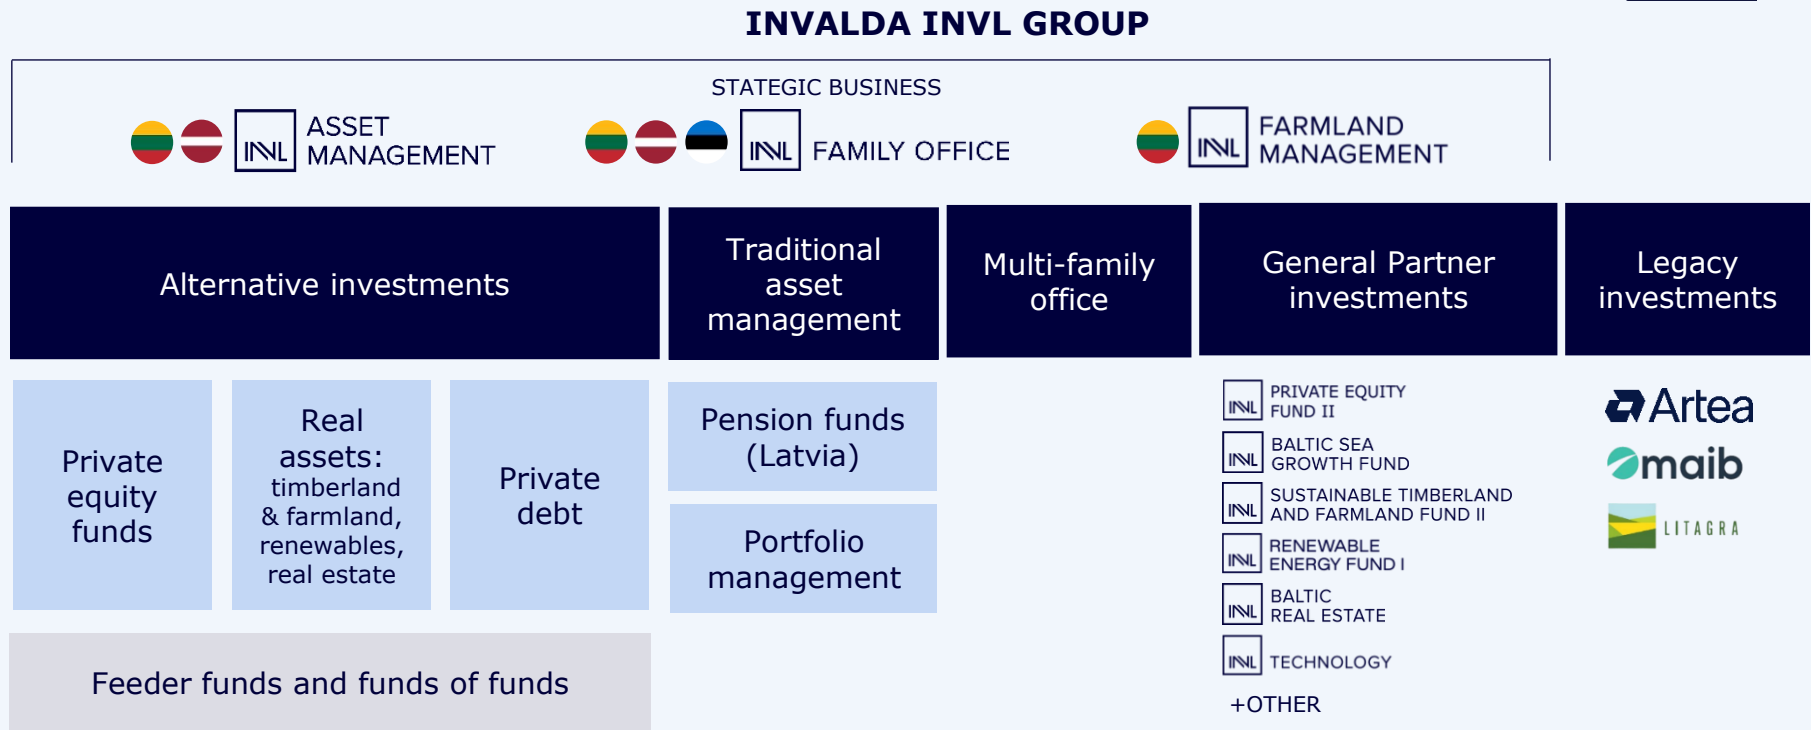 INVALDA INVL GROUP
STATEGIC BUSINESS
INVL
ASSET
MANAGEMENT
INVL
FAMILY OFFICE
INVL
FARMLAND
MANAGEMENT
Alternative investments
Traditional
asset
management
Multi-family
office
General Partner
investments
Legacy
investments
Private
equity
funds
Real
assets:
timberland
& farmland,
renewables,
real estate
Private
debt
Pension funds
(Latvia)
Portfolio
management
Feeder funds and funds of funds
INVL
PRIVATE EQUITY
FUND II
INVL
BALTIC SEA
GROWTH FUND
INVL
SUSTAINABLE TIMBERLAND
AND FARMLAND FUND II
INVL
RENEWABLE
ENERGY FUND I
INVL
BALTIC
REAL ESTATE
INVL
TECHNOLOGY
+OTHER
Artea
maib
LITAGRA